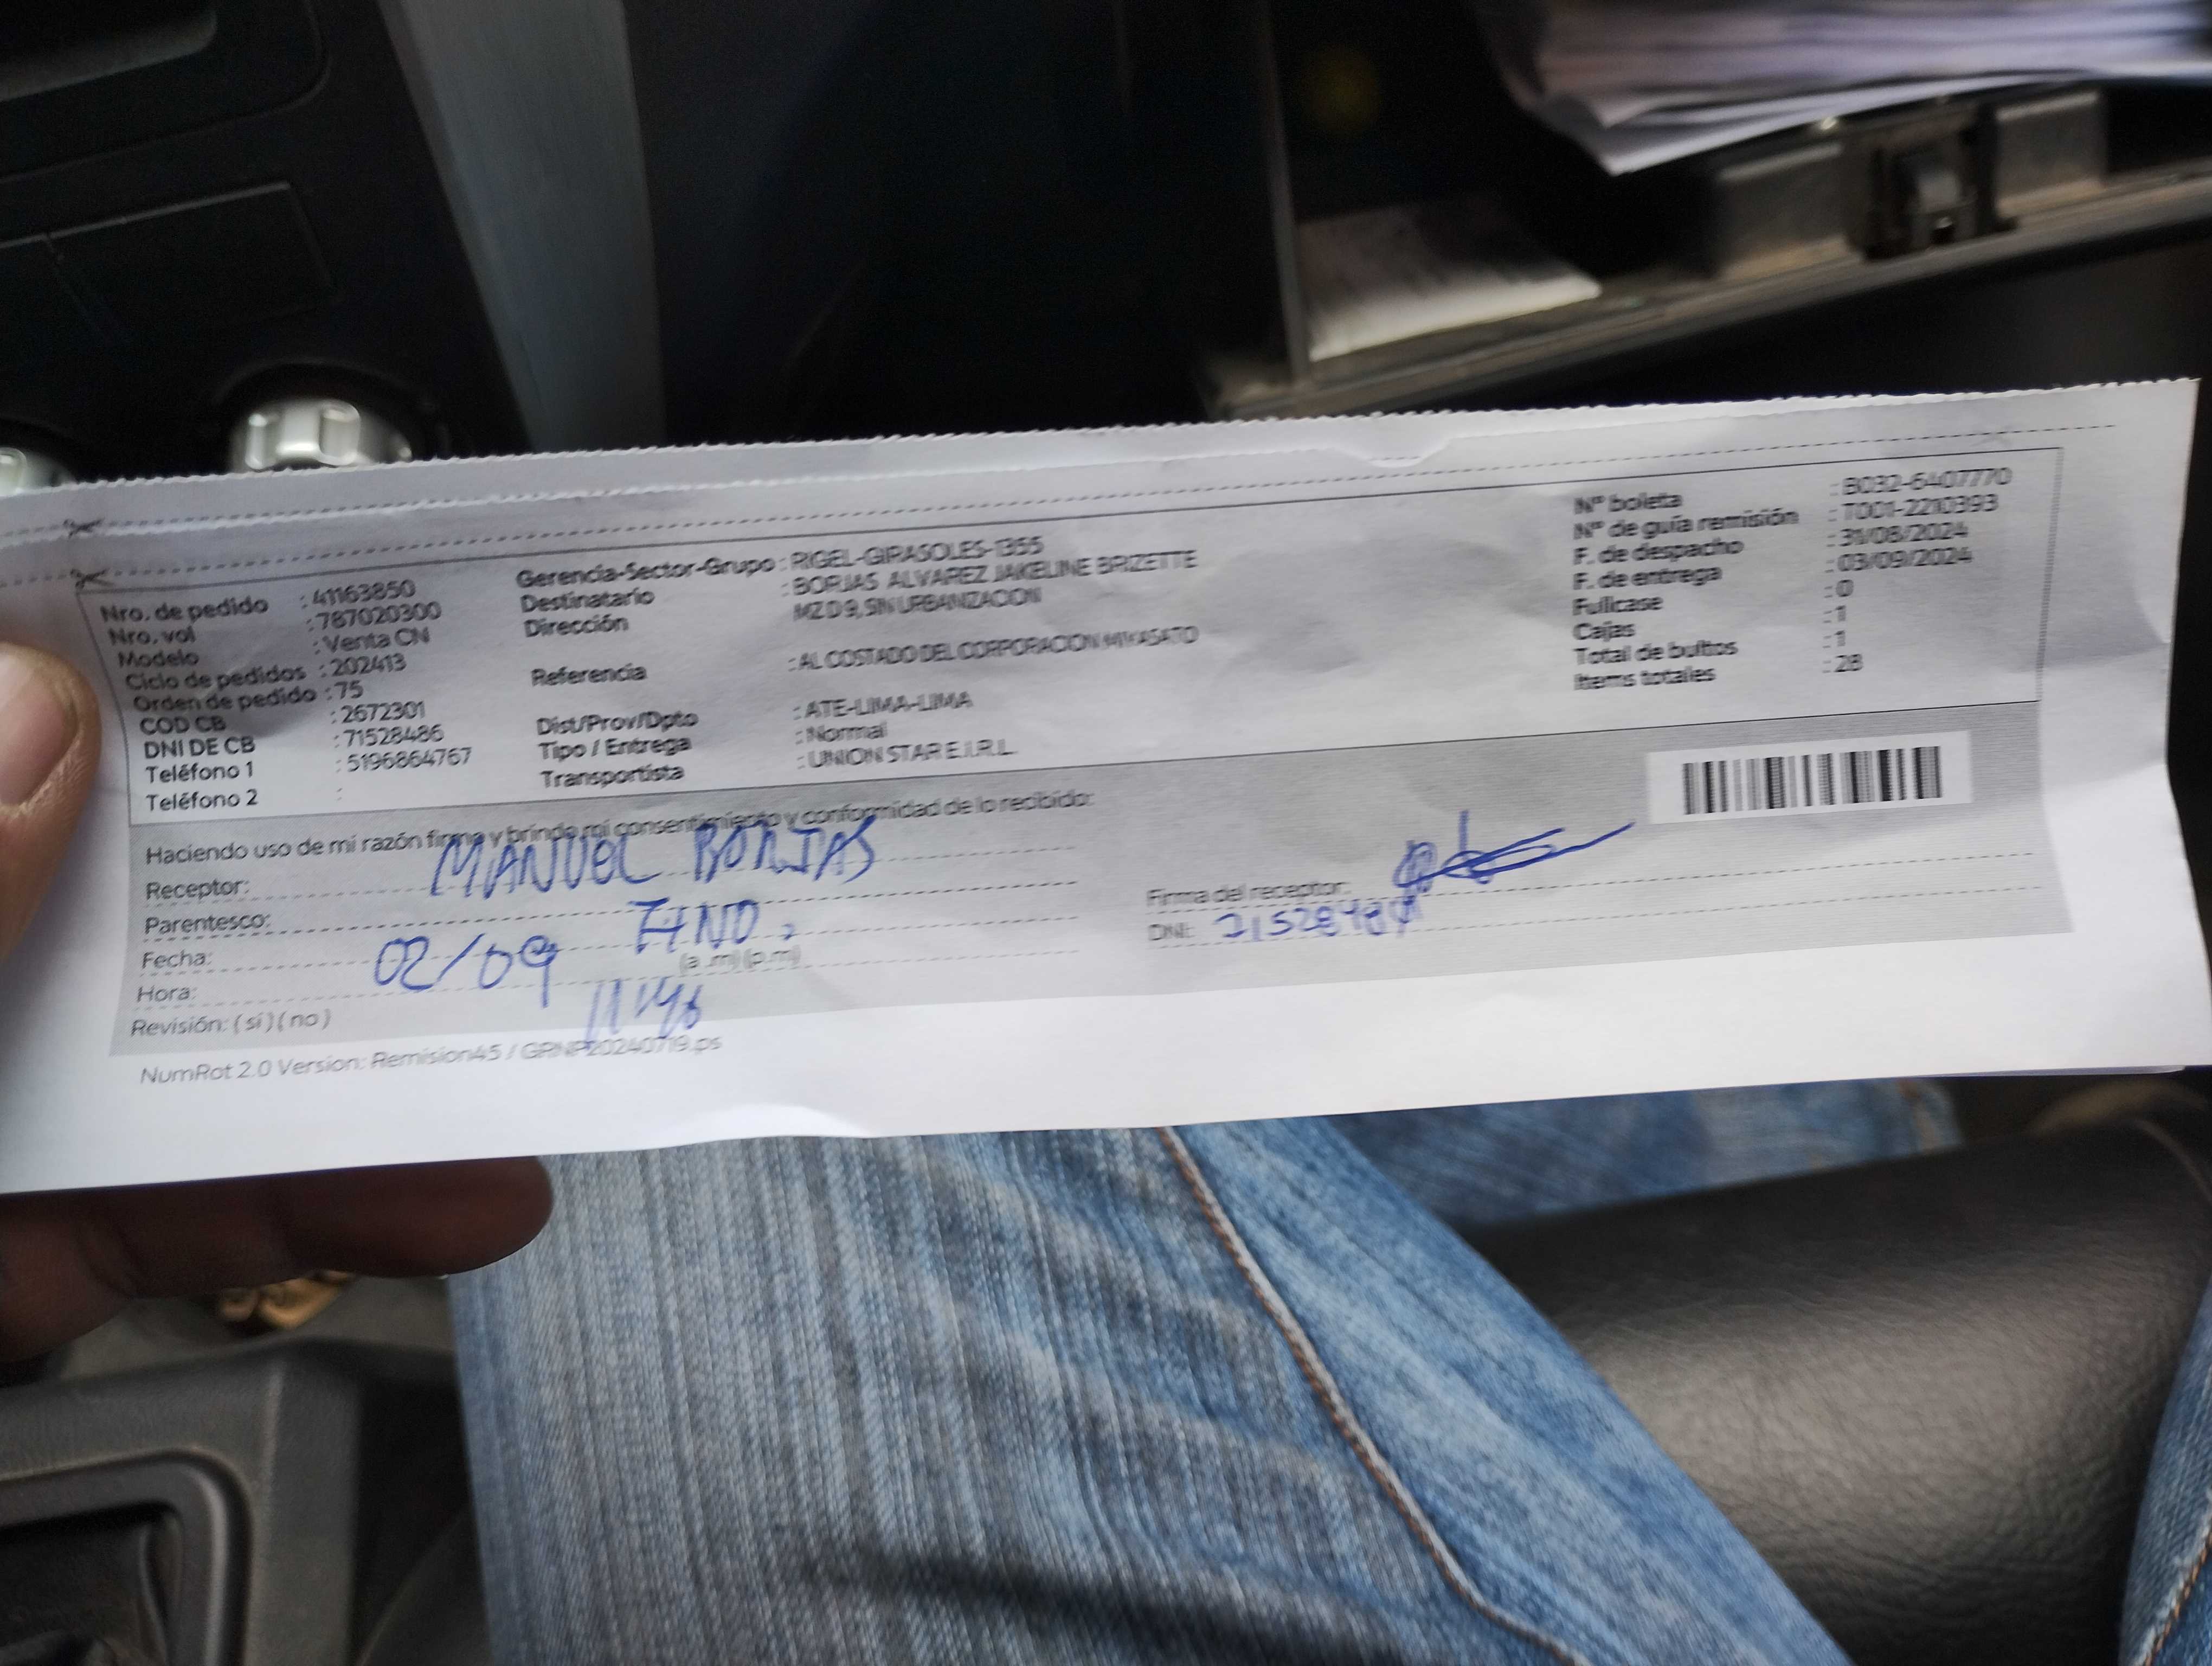 Nro. de pedido : 41163850
Nro. vol : 787020300
Modelo : Venta CN
Ciclo de pedidos : 202413
Orden de pedido : 75
COD CB : 2672301
DNI DE CB : 71528486
Teléfono 1 : 5196864767
Teléfono 2 :
Gerencia-Sector-Grupo : RIGEL-GIRASOLES-1355
Destinatario : BORJAS ALVAREZ JAKELINE BRIZETTE
Dirección MZ D 9, SN URBANIZACION
Referencia : AL COSTADO DEL CORPORACION MIYASATO
Dist/Prov/Dpto : ATE-LIMA-LIMA
Tipo / Entrega : Normal
Transportista : UNION STAR E.I.R.L.
N° boleta : B032-6407770
N° de guía remisión : T001-2210393
F. de despacho : 31/08/2024
F. de entrega : 03/09/2024
Fullcase : 0
Cajas : 1
Total de bultos : 1
Items totales : 28
Haciendo uso de mi razón firma y brindo mi consentimiento y conformidad de lo recibido:
Receptor: MANUEL BORJAS
Parentesco:
Fecha: 02/09
(a .m) (p.m)
Hora:
Revisión: ( sí ) ( no )
Firma del receptor:
DNI:
NumRot 2.0 Version: Remision45 / GRNP20240719.ps